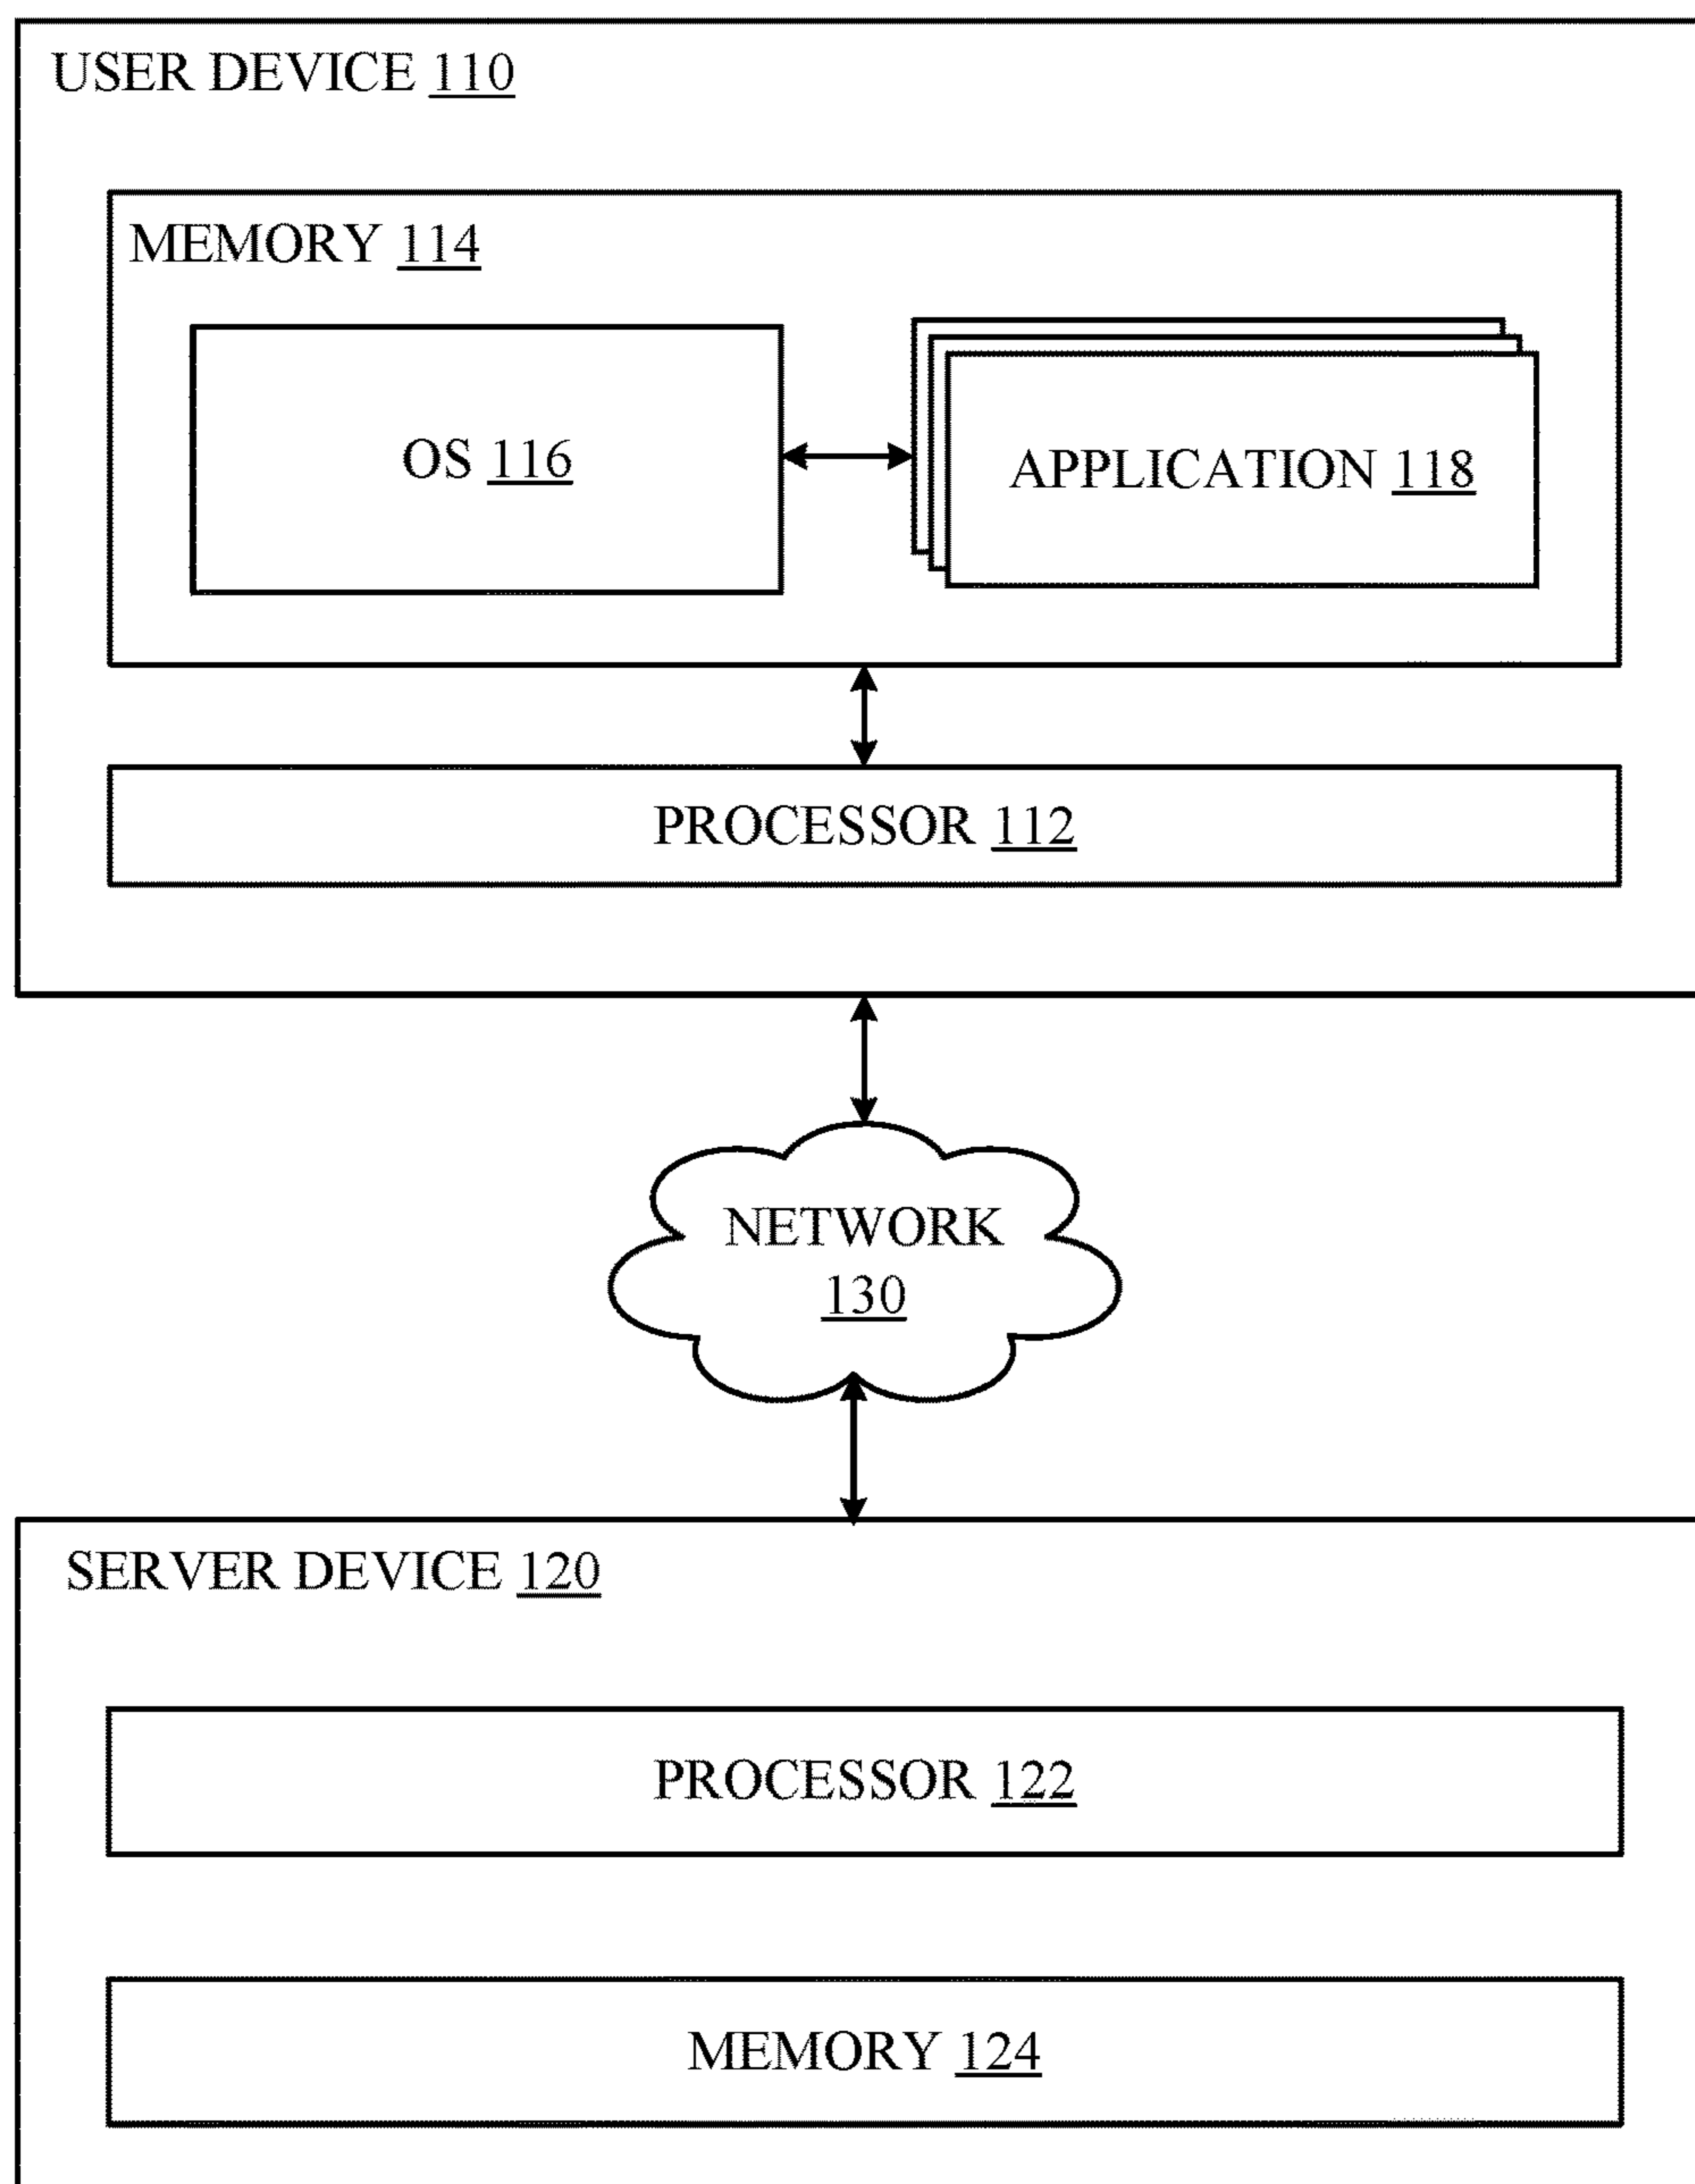 USER DEVICE 110
MEMORY 114
OS 116
APPLICATION 118
PROCESSOR 112
NETWORK
130
SERVER DEVICE 120
PROCESSOR 122
MEMORY 124